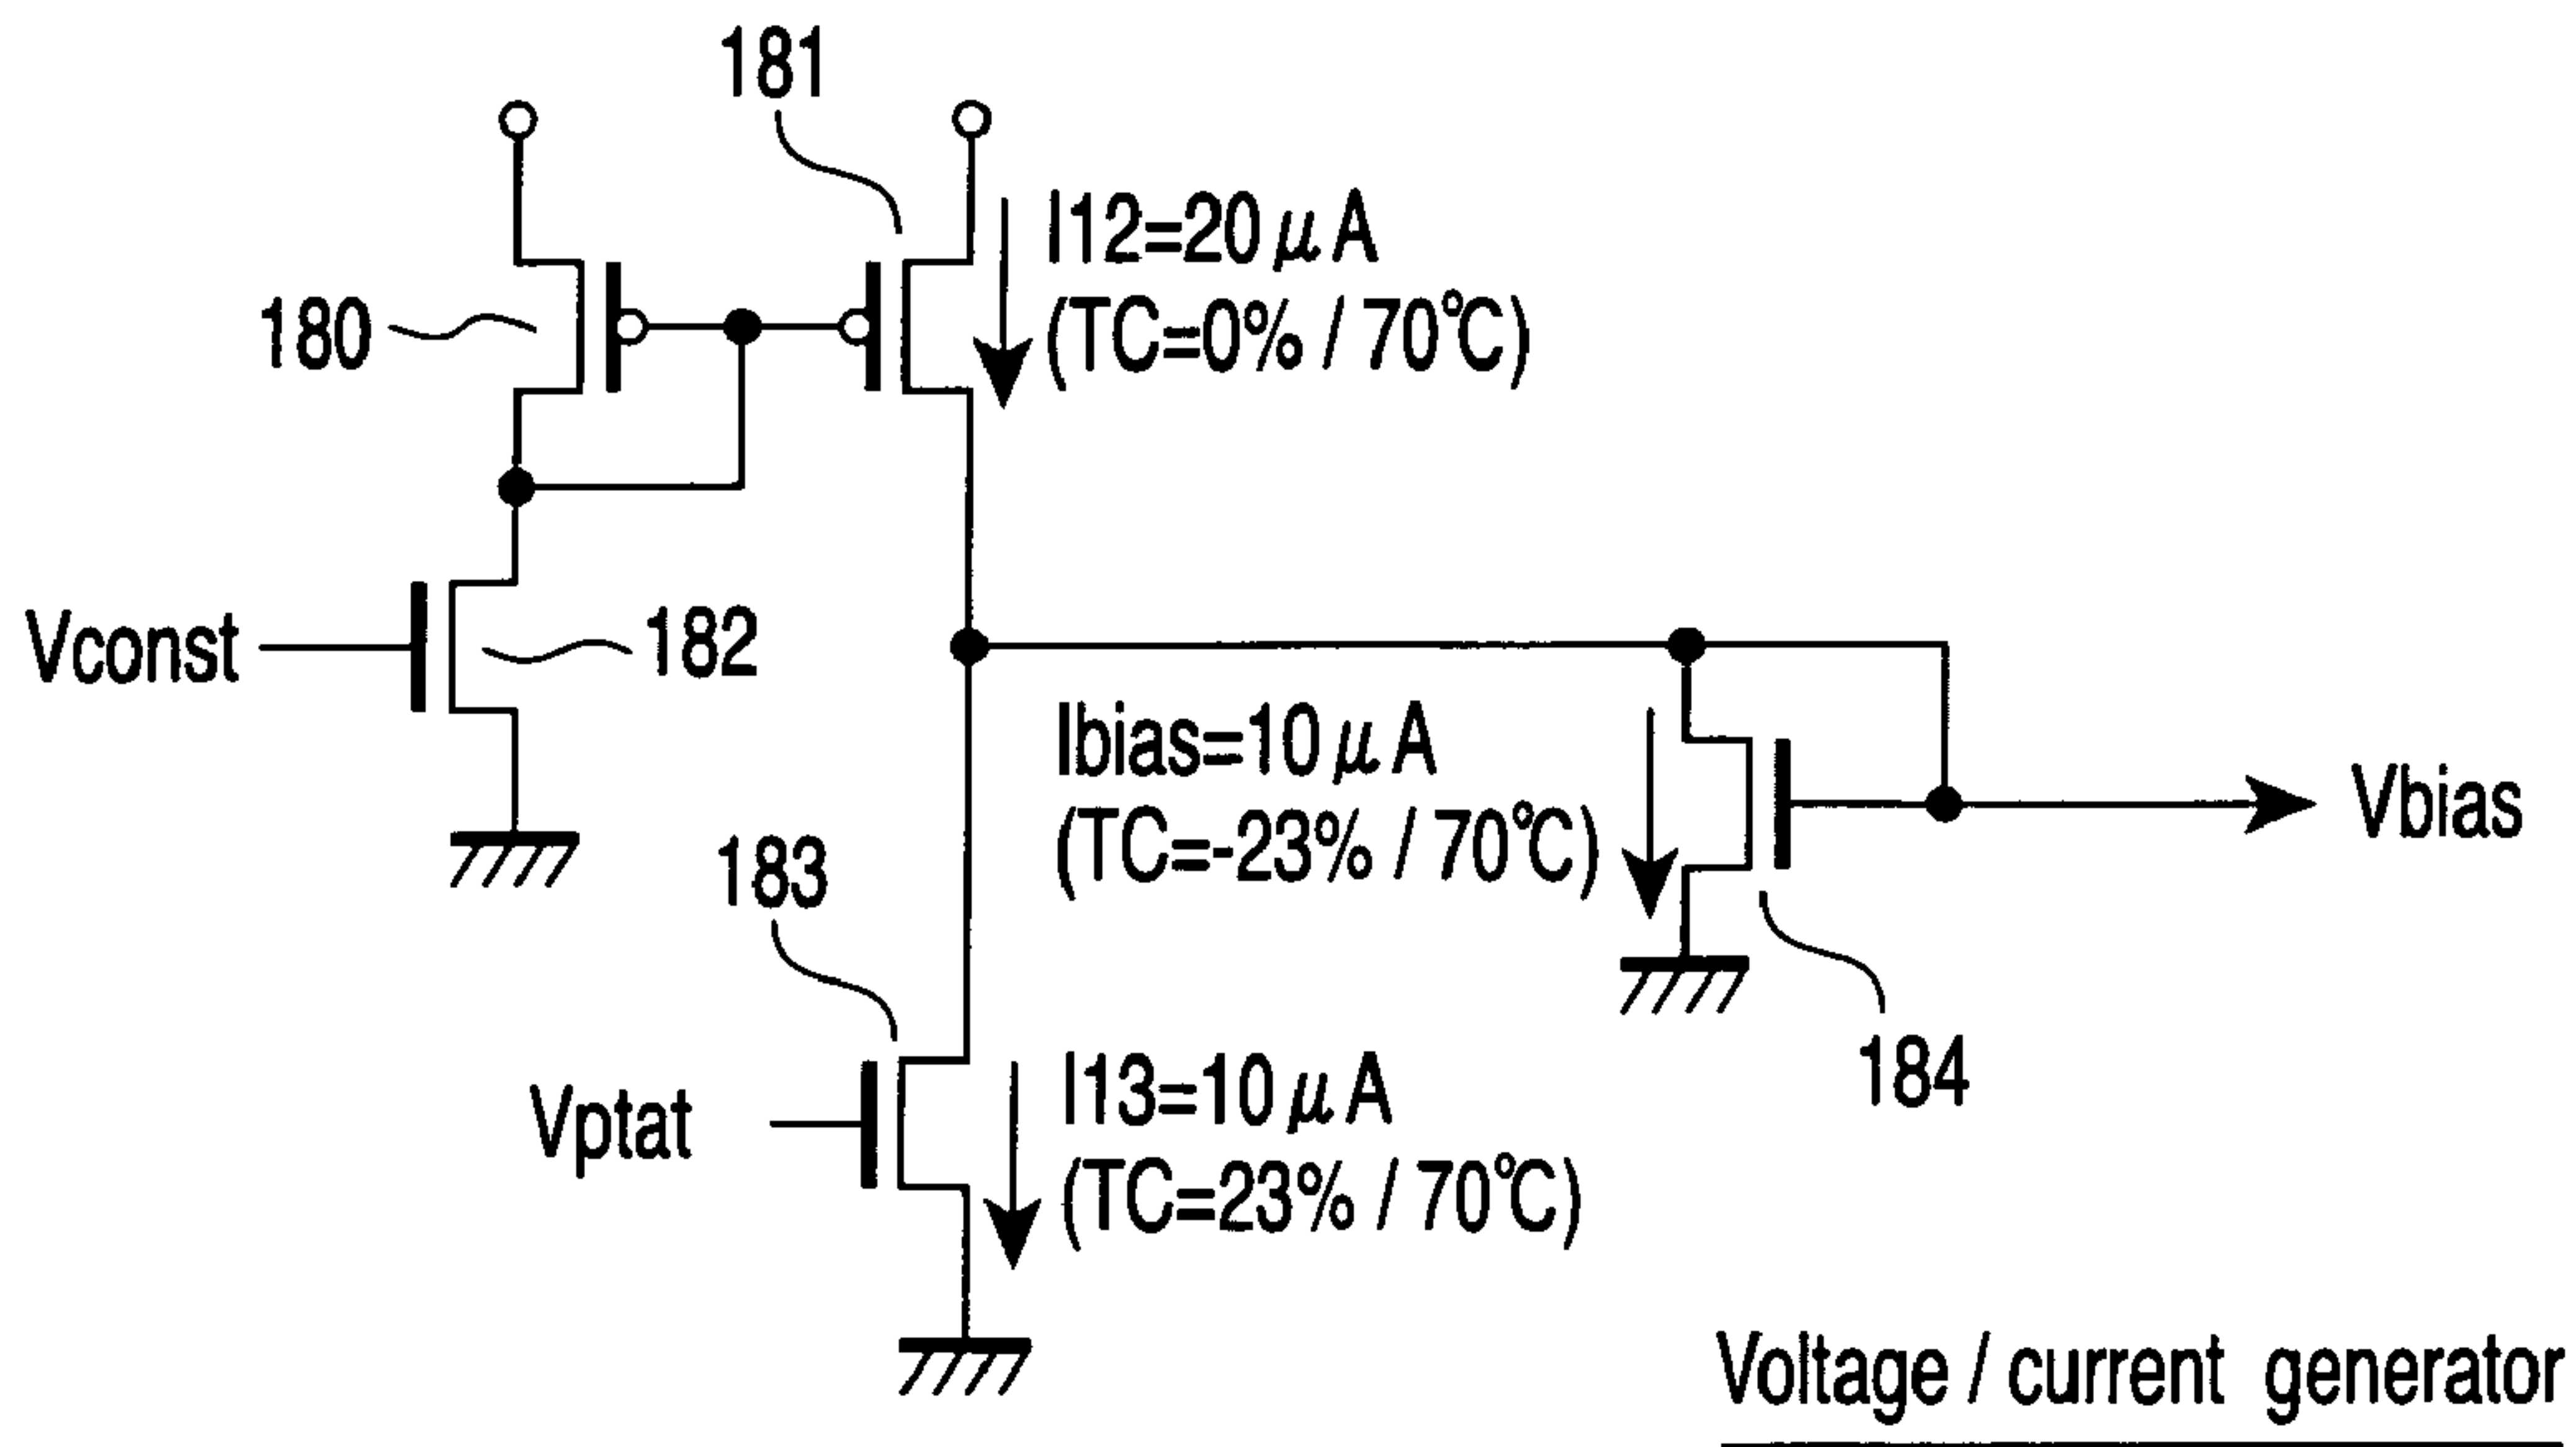 181
I12=20μA
(TC=0% / 70℃)
180
Vconst
182
Ibias=10μA
(TC=-23% / 70℃)
Vbias
183
184
Vptat
I13=10μA
(TC=23% / 70℃)
Voltage / current generator